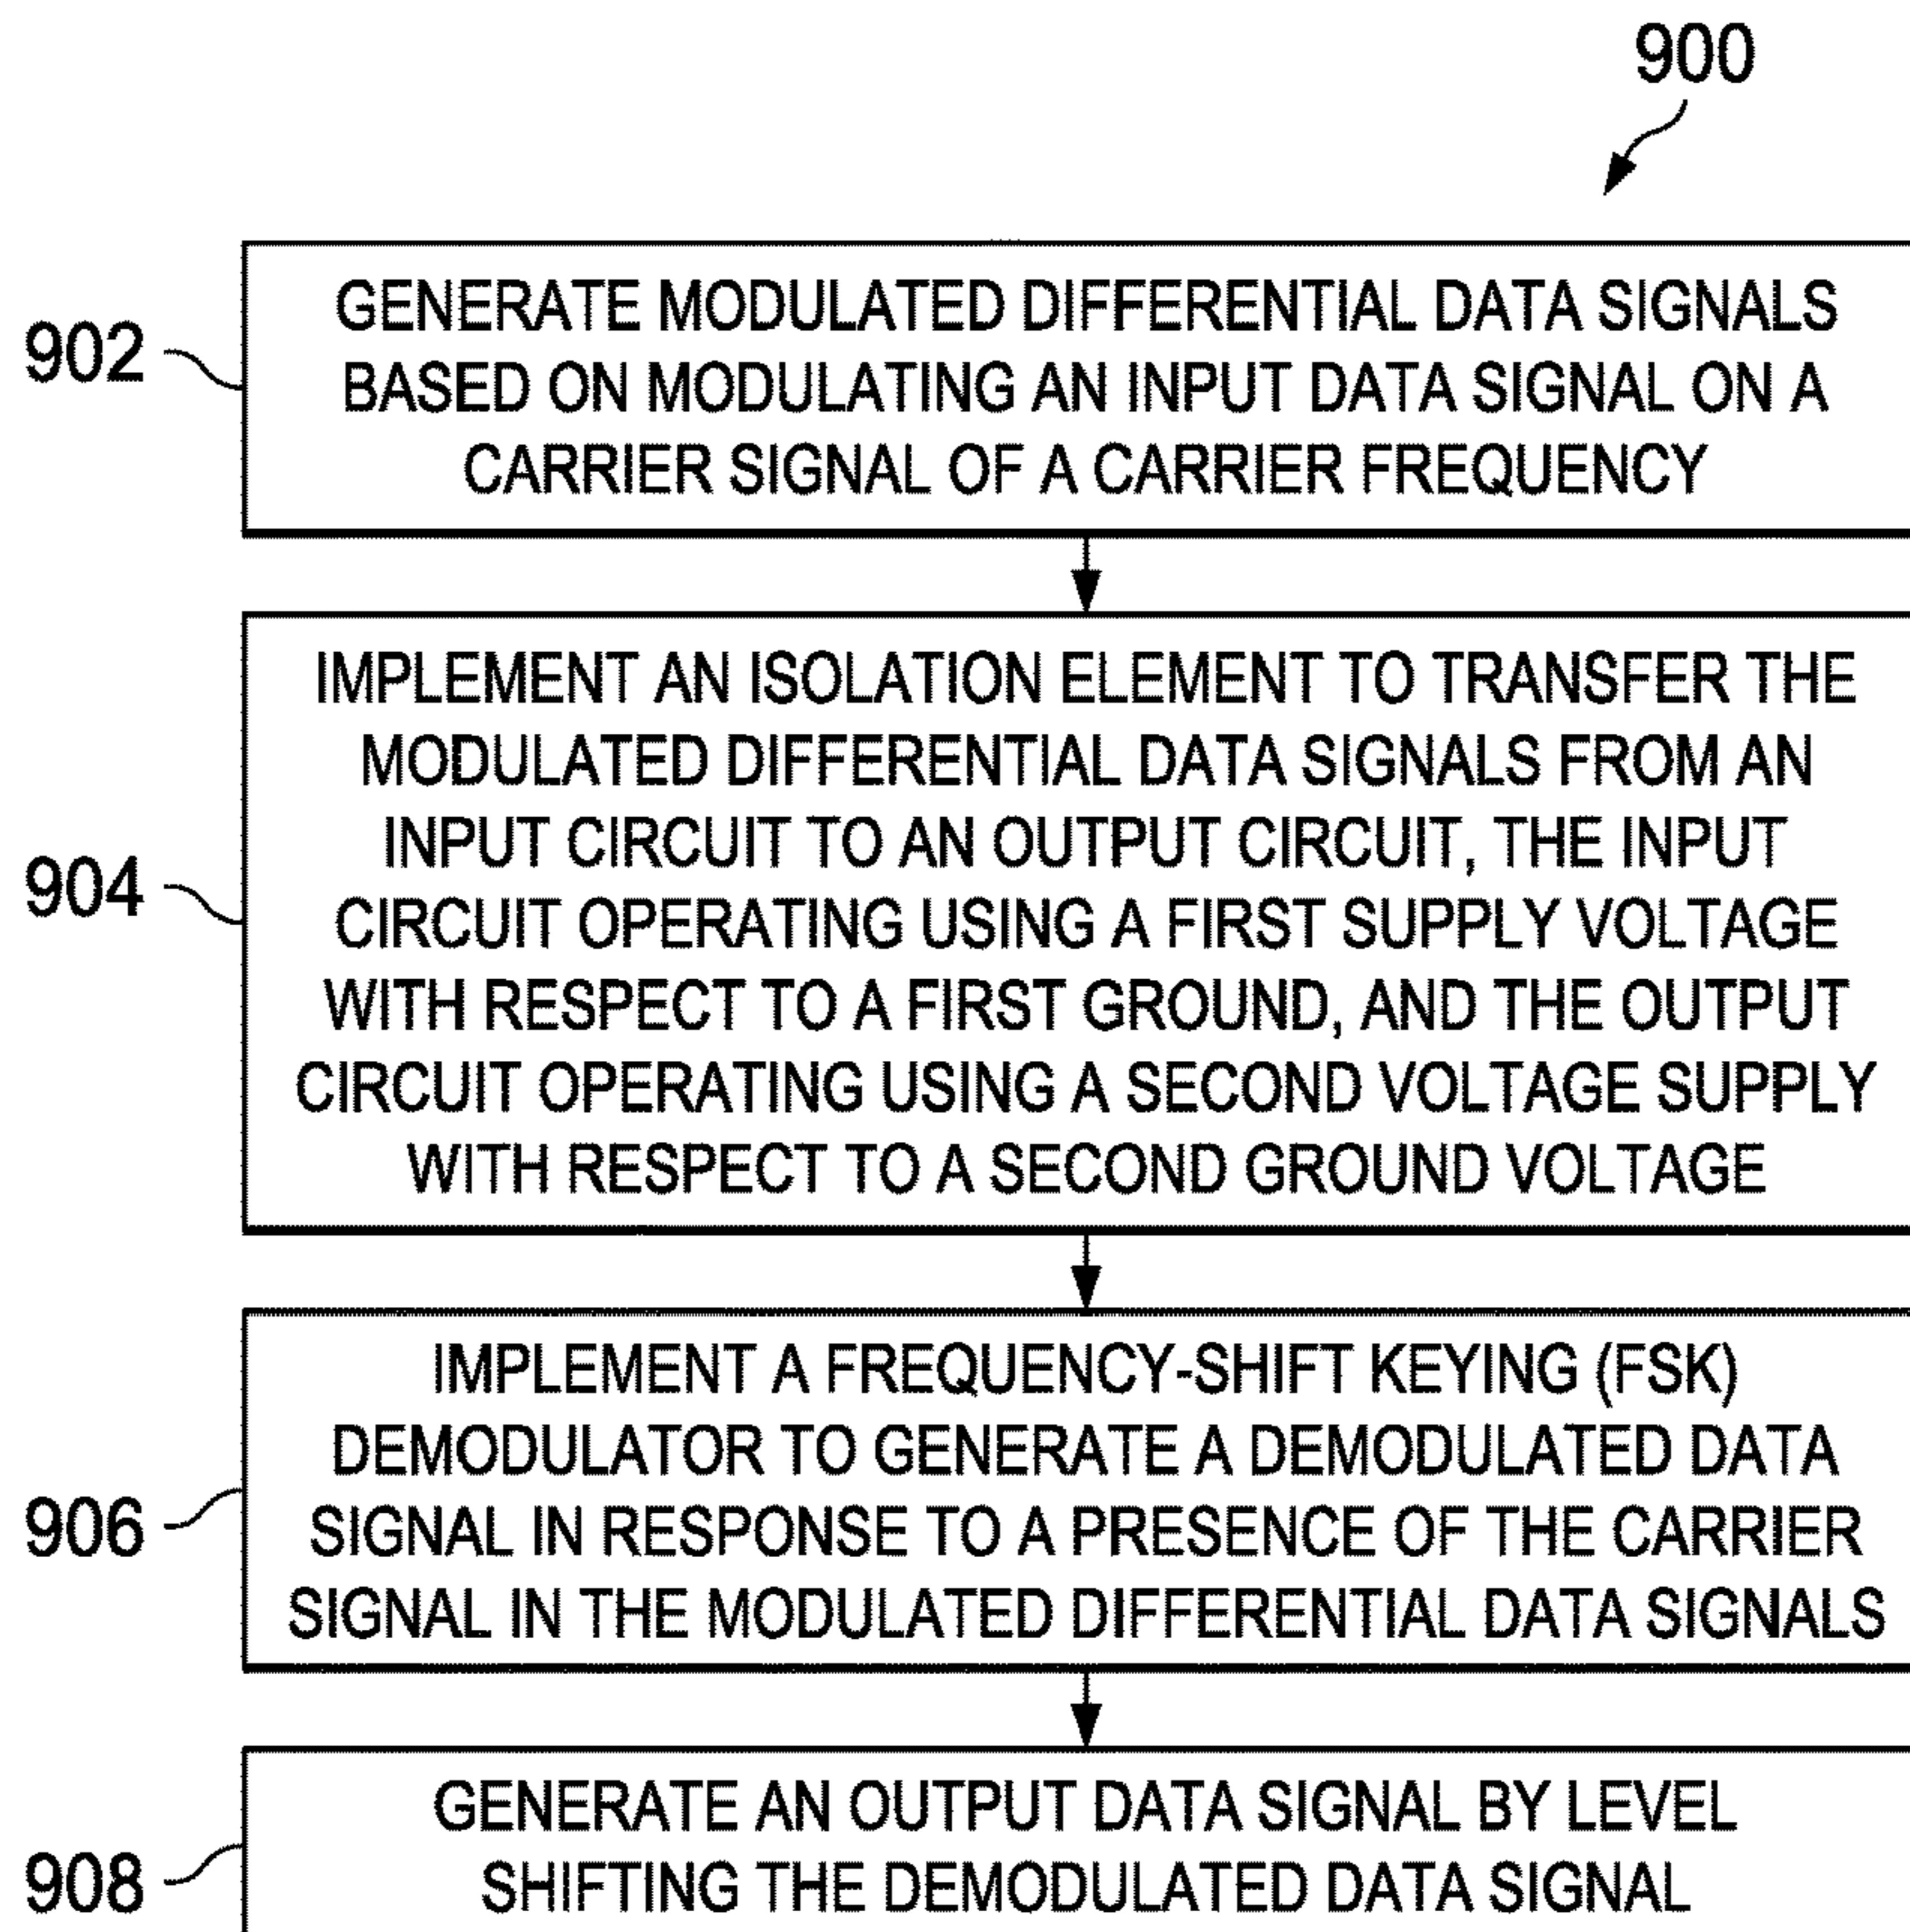 900
902
GENERATE MODULATED DIFFERENTIAL DATA SIGNALS
BASED ON MODULATING AN INPUT DATA SIGNAL ON A
CARRIER SIGNAL OF A CARRIER FREQUENCY
904
IMPLEMENT AN ISOLATION ELEMENT TO TRANSFER THE
MODULATED DIFFERENTIAL DATA SIGNALS FROM AN
INPUT CIRCUIT TO AN OUTPUT CIRCUIT, THE INPUT
CIRCUIT OPERATING USING A FIRST SUPPLY VOLTAGE
WITH RESPECT TO A FIRST GROUND, AND THE OUTPUT
CIRCUIT OPERATING USING A SECOND VOLTAGE SUPPLY
WITH RESPECT TO A SECOND GROUND VOLTAGE
906
IMPLEMENT A FREQUENCY-SHIFT KEYING (FSK)
DEMODULATOR TO GENERATE A DEMODULATED DATA
SIGNAL IN RESPONSE TO A PRESENCE OF THE CARRIER
SIGNAL IN THE MODULATED DIFFERENTIAL DATA SIGNALS
908
GENERATE AN OUTPUT DATA SIGNAL BY LEVEL
SHIFTING THE DEMODULATED DATA SIGNAL